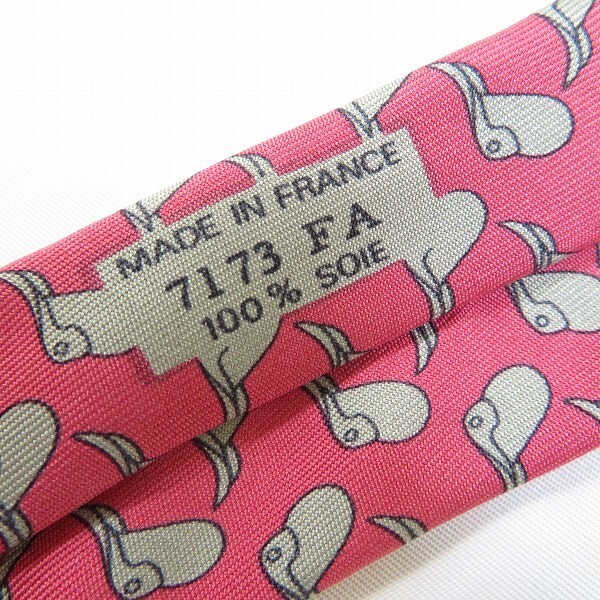 MADE IN FRANCE
7173 FA
100% SOIE